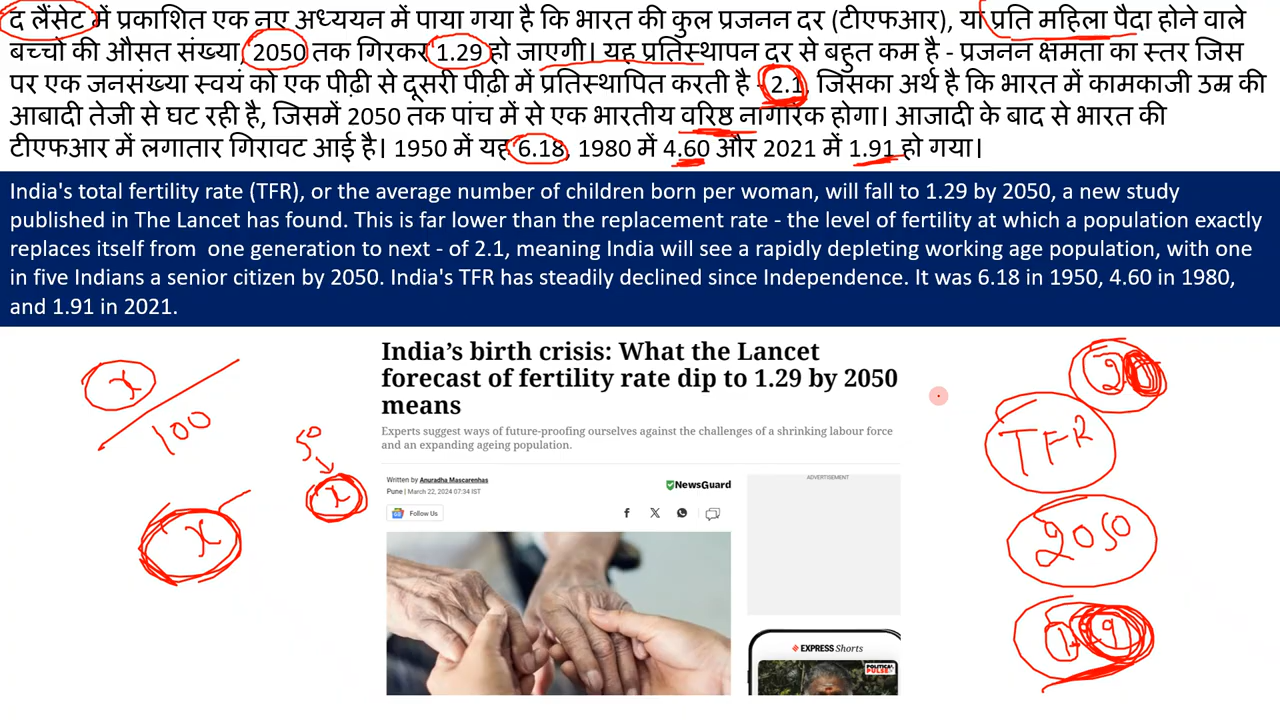 द लैंसेट में प्रकाशित एक नए अध्ययन में पाया गया है कि भारत की कुल प्रजनन दर (टीएफआर), या प्रति महिला पैदा होने वाले
बच्चों की औसत संख्या, 2050 तक गिरकर 1.29 हो जाएगी। यह प्रतिस्थापन दर से बहुत कम है - प्रजनन क्षमता का स्तर जिस
पर एक जनसंख्या स्वयं को एक पीढ़ी से दूसरी पीढ़ी में प्रतिस्थापित करती है - 2.1, जिसका अर्थ है कि भारत में कामकाजी उम्र की
आबादी तेजी से घट रही है, जिसमें 2050 तक पांच में से एक भारतीय वरिष्ठ नागरिक होगा। आजादी के बाद से भारत की
टीएफआर में लगातार गिरावट आई है। 1950 में यह 6.18, 1980 में 4.60 और 2021 में 1.91 हो गया।
India's total fertility rate (TFR), or the average number of children born per woman, will fall to 1.29 by 2050, a new study
published in The Lancet has found. This is far lower than the replacement rate - the level of fertility at which a population exactly
replaces itself from one generation to next - of 2.1, meaning India will see a rapidly depleting working age population, with one
in five Indians a senior citizen by 2050. India's TFR has steadily declined since Independence. It was 6.18 in 1950, 4.60 in 1980,
and 1.91 in 2021.
India's birth crisis: What the Lancet
forecast of fertility rate dip to 1.29 by 2050
means
Experts suggest ways of future-proofing ourselves against the challenges of a shrinking labour force
and an expanding ageing population.
Written by Anuradha Mascarenhas
Pune | March 22, 2024 07:34 IST
NewsGuard
Follow Us
ADVERTISEMENT
EXPRESS Shorts
POLITICAL
PULSE
x
100
50
x
x
TFR
2050